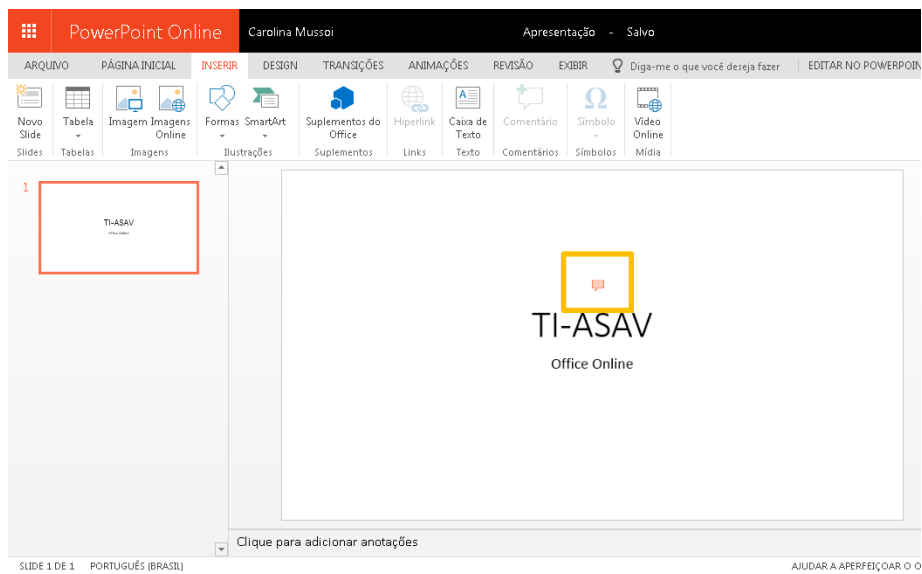 PowerPoint Online Carolina Mussoi Apresentação - Salvo
ARQUIVO PÁGINA INICIAL INSERIR DESIGN TRANSIÇÕES ANIMAÇÕES REVISÃO EXIBIR Diga-me o que você deseja fazer EDITAR NO POWERPOIN
Novo Slide Tabela Imagem Imagens Online Formas SmartArt Suplementos do Office Hiperlink Caixa de Texto Comentário Símbolo Vídeo Online
Slides Tabelas Imagens Ilustrações Suplementos Links Texto Comentários Símbolos Mídia
1
TI-ASAV
Office Online
TI-ASAV
Office Online
Clique para adicionar anotações
SLIDE 1 DE 1 PORTUGUÊS (BRASIL) AJUDAR A APERFEIÇOAR O O